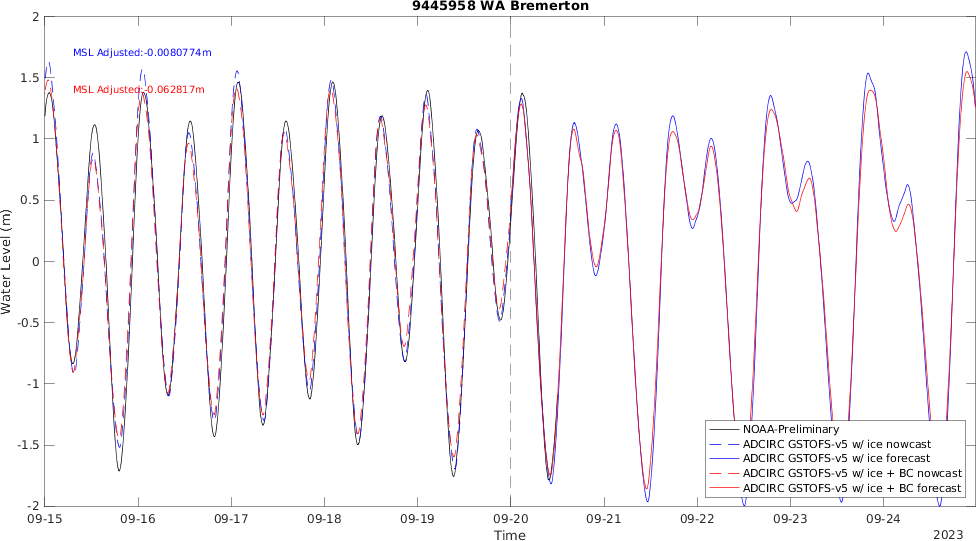 9445958 WA Bremerton
MSL Adjusted:-0.0080774m
MSL Adjusted:-0.062817m
Water Level (m)
2
1.5
1
0.5
0
-0.5
-1
-1.5
-2
NOAA-Preliminary
ADCIRC GSTOFS-v5 w/ ice nowcast
ADCIRC GSTOFS-v5 w/ ice forecast
ADCIRC GSTOFS-v5 w/ ice + BC nowcast
ADCIRC GSTOFS-v5 w/ ice + BC forecast
09-15 09-16 09-17 09-18 09-19 09-20 09-21 09-22 09-23 09-24
Time
2023